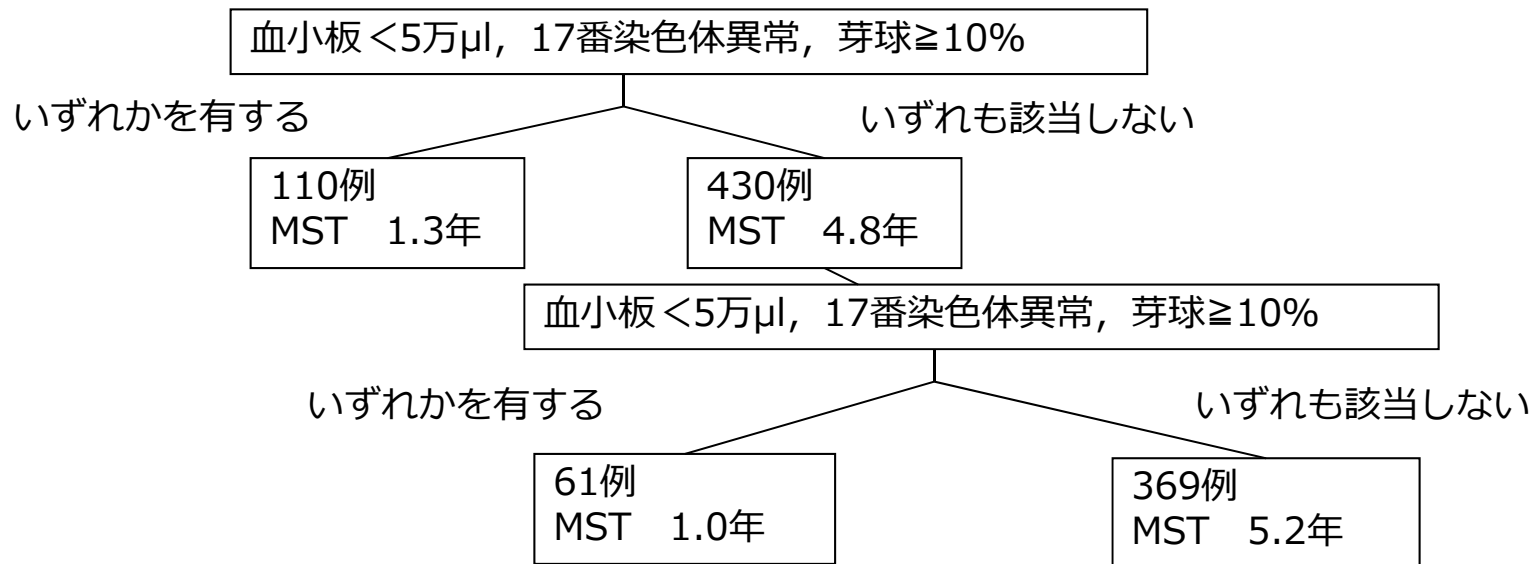 血小板<5万μl，17番染色体異常，芽球≧10%
いずれかを有する
いずれも該当しない
110例
MST　1.3年
430例
MST　4.8年
血小板<5万μl，17番染色体異常，芽球≧10%
いずれかを有する
いずれも該当しない
61例
MST　1.0年
369例
MST　5.2年